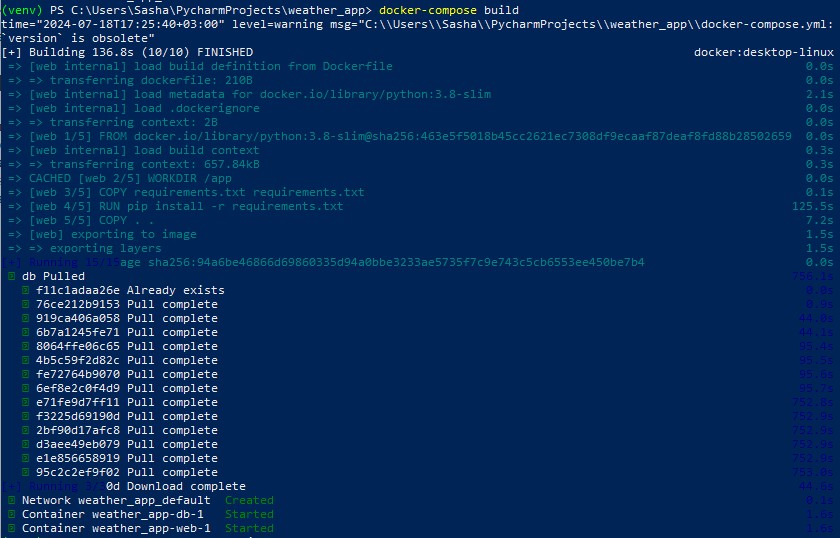 (venv) PS C:\Users\Sasha\PycharmProjects\weather_app> docker-compose build
time="2024-07-18T17:25:40+03:00" level=warning msg="C:\\Users\\Sasha\\PycharmProjects\\weather_app\\docker-compose.yml:
`version` is obsolete"
[+] Building 136.8s (10/10) FINISHED docker:desktop-linux
=> [web internal] load build definition from Dockerfile 0.0s
=> => transferring dockerfile: 210B 0.0s
=> [web internal] load metadata for docker.io/library/python:3.8-slim 2.1s
=> [web internal] load .dockerignore 0.0s
=> => transferring context: 2B 0.0s
=> [web 1/5] FROM docker.io/library/python:3.8-slim@sha256:463e5f5018b45cc2621ec7308df9ecaaf87deaf8fd88b28502659 0.0s
=> [web internal] load build context 0.3s
=> => transferring context: 657.84kB 0.3s
=> CACHED [web 2/5] WORKDIR /app 0.0s
=> [web 3/5] COPY requirements.txt requirements.txt 0.1s
=> [web 4/5] RUN pip install -r requirements.txt 125.5s
=> [web 5/5] COPY . . 7.2s
=> [web] exporting to image 1.5s
=> => exporting layers 1.5s
[+] Running 15/15age sha256:94a6be46866d69860335d94a0bbe3233ae5735f7c9e743c5cb6553ee450be7b4 0.0s
db Pulled 756.1s
f11c1adaa26e Already exists 0.0s
76ce212b9153 Pull complete
919ca406a058 Pull complete 44.0s
6b7a1245fe71 Pull complete 44.1s
8064ffe06c65 Pull complete 95.4s
4b5c59f2d82c Pull complete 95.5s
fe72764b9070 Pull complete 95.6s
6ef8e2c0f4d9 Pull complete 95.7s
e71fe9d7ff11 Pull complete 752.8s
f3225d69190d Pull complete 752.9s
2bf90d17afc8 Pull complete 752.9s
d3aee49eb079 Pull complete 752.9s
e1e856658919 Pull complete 752.9s
95c2c2ef9f02 Pull complete 753.0s
[+] Running 0d Download complete 44.6s
Network weather_app_default Created 0.1s
Container weather_app-db-1 Started
Container weather_app-web-1 Started 1.6s